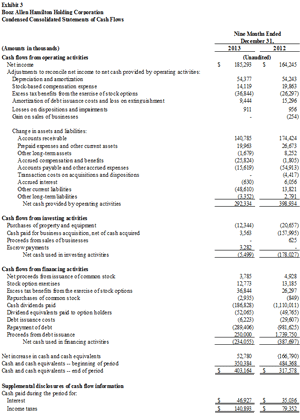 Exhibit 3
Booz Allen Hamilton Holding Corporation
Condensed Consolidated Statements of Cash Flows
Nine Months Ended
December 31,
(Amounts in thousands) 2013 2012
Cash flows from operating activities (Unaudited)
Net income $ 185,293 $ 164,245
Adjustments to reconcile net income to net cash provided by operating activities:
Depreciation and amortization 54,377 54,243
Stock-based compensation expense 14,119 19,863
Excess tax benefits from the exercise of stock options (36,844) (26,297)
Amortization of debt issuance costs and loss on extinguishment 9,444 15,296
Losses on dispositions and impairments 911 956
Gain on sales of businesses - (254)
Change in assets and liabilities:
Accounts receivable 140,785 174,424
Prepaid expenses and other current assets 19,963 26,673
Other long-term assets (1,679) 8,252
Accrued compensation and benefits (25,824) (1,805)
Accounts payable and other accrued expenses (15,619) (54,913)
Transaction costs on acquisitions and dispositions - (4,417)
Accrued interest (630) 6,056
Other current liabilities (48,610) 13,821
Other long-term liabilities (3,352) 2,791
Net cash provided by operating activities 292,334 398,934
Cash flows from investing activities
Purchases of property and equipment (12,344) (20,657)
Cash paid for business acquisition, net of cash acquired 3,563 (157,995)
Proceeds from sales of businesses - 625
Escrow payments 3,282 -
Net cash used in investing activities (5,499) (178,027)
Cash flows from financing activities
Net proceeds from issuance of common stock 3,785 4,928
Stock option exercises 12,773 13,185
Excess tax benefits from the exercise of stock options 36,844 26,297
Repurchases of common stock (2,935) (849)
Cash dividends paid (186,828) (1,110,011)
Dividend equivalents paid to option holders (52,065) (49,765)
Debt issuance costs (6,223) (29,607)
Repayment of debt (289,406) (981,625)
Proceeds from debt issuance 250,000 1,739,750
Net cash used in financing activities (234,055) (387,697)
Net increase in cash and cash equivalents 52,780 (166,790)
Cash and cash equivalents -- beginning of period 350,384 484,368
Cash and cash equivalents -- end of period $ 403,164 $ 317,578
Supplemental disclosures of cash flow information
Cash paid during the period for:
Interest $ 46,927 $ 35,036
Income taxes $ 140,893 $ 79,352